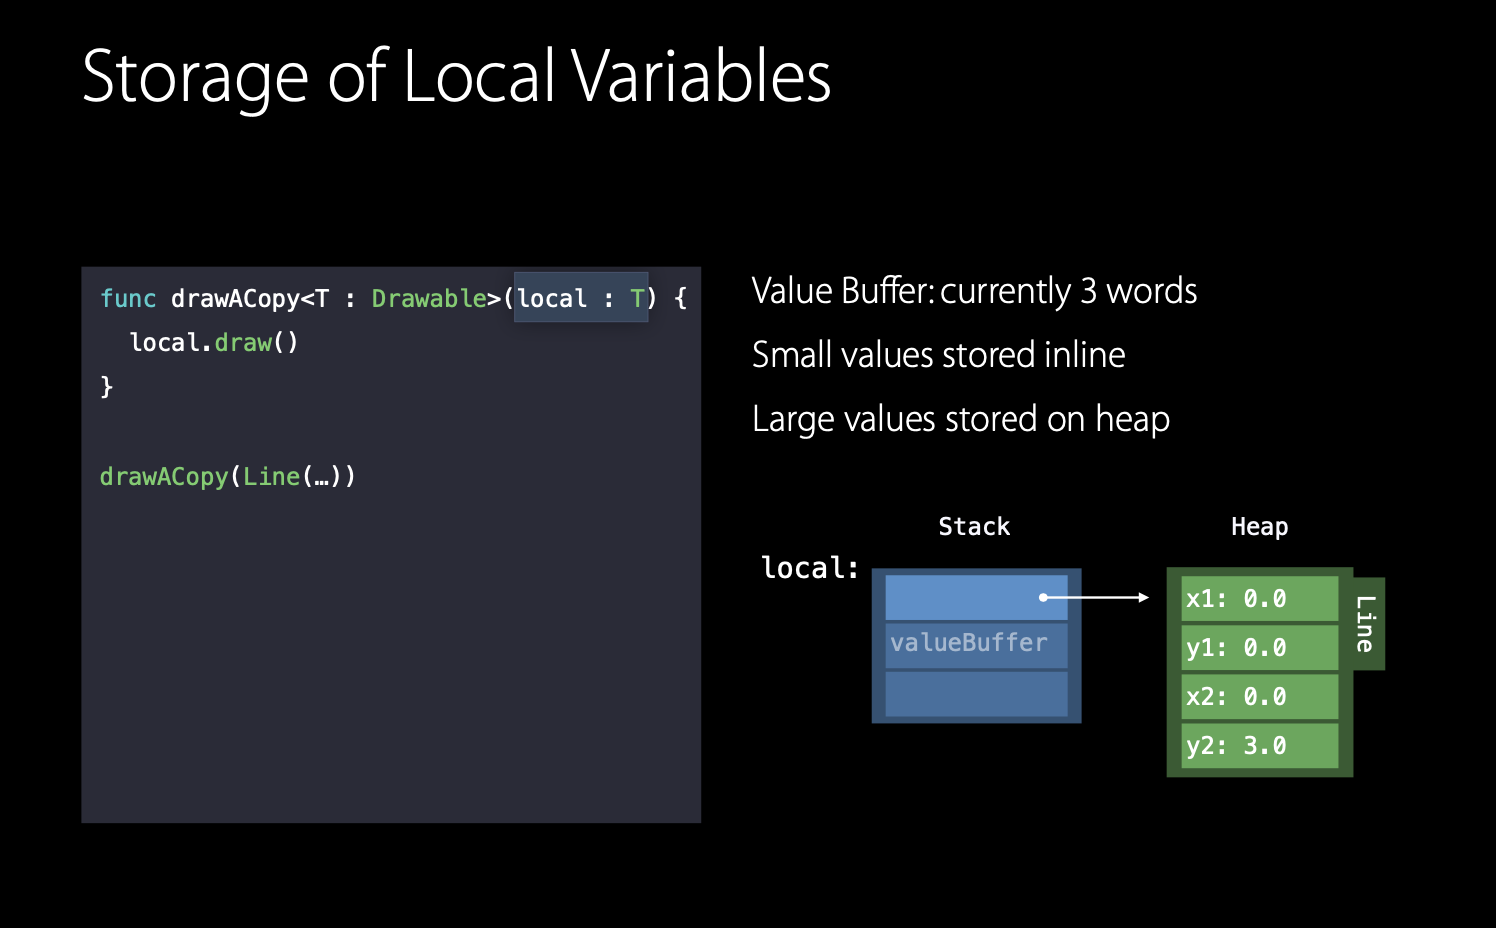 Storage of Local Variables
func drawACopy<T : Drawable>(local : T) {
  local.draw()
}
drawACopy(Line(…))
Value Buffer: currently 3 words
Small values stored inline
Large values stored on heap
Stack
Heap
local:
valueBuffer
x1: 0.0
y1: 0.0
x2: 0.0
y2: 3.0
Line